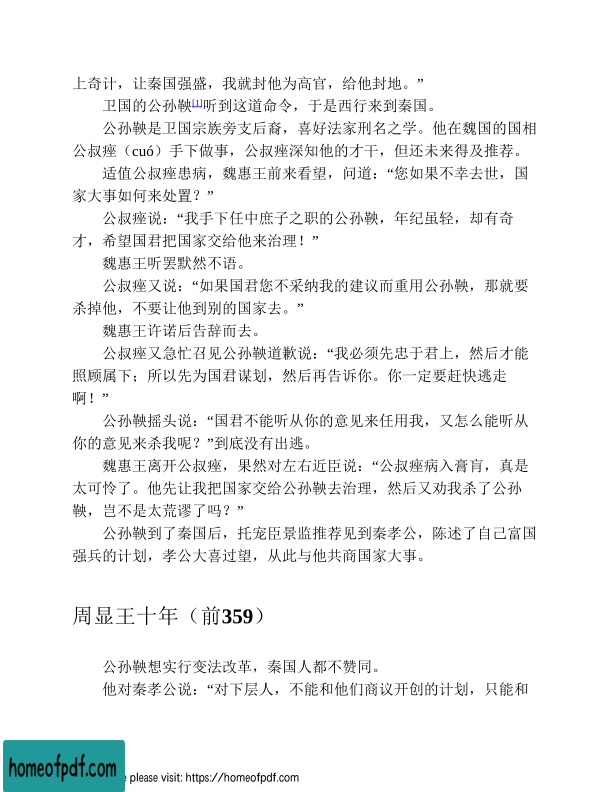 上奇计，让秦国强盛，我就封他为高官，给他封地。”
卫国的公孙鞅[1]听到这道命令，于是西行来到秦国。
公孙鞅是卫国宗族旁支后裔，喜好法家刑名之学。他在魏国的国相
公叔痤（cuó）手下做事，公叔痤深知他的才干，但还未来得及推荐。
适值公叔痤患病，魏惠王前来看望，问道：“您如果不幸去世，国
家大事如何来处置？”
公叔痤说：“我手下任中庶子之职的公孙鞅，年纪虽轻，却有奇
才，希望国君把国家交给他来治理！”
魏惠王听罢默然不语。
公叔痤又说：“如果国君您不采纳我的建议而重用公孙鞅，那就要
杀掉他，不要让他到别的国家去。”
魏惠王许诺后告辞而去。
公叔痤又急忙召见公孙鞅道歉说：“我必须先忠于君上，然后才能
照顾属下；所以先为国君谋划，然后再告诉你。你一定要赶快逃走
啊！”
公孙鞅摇头说：“国君不能听从你的意见来任用我，又怎么能听从
你的意见来杀我呢？”到底没有出逃。
魏惠王离开公叔痤，果然对左右近臣说：“公叔痤病入膏肓，真是
太可怜了。他先让我把国家交给公孙鞅去治理，然后又劝我杀了公孙
鞅，岂不是太荒谬了吗？”
公孙鞅到了秦国后，托宠臣景监推荐见到秦孝公，陈述了自己富国
强兵的计划，孝公大喜过望，从此与他共商国家大事。
周显王十年（前359）
公孙鞅想实行变法改革，秦国人都不赞同。
他对秦孝公说：“对下层人，不能和他们商议开创的计划，只能和
homeofpdf.com
please visit: https://homeofpdf.com